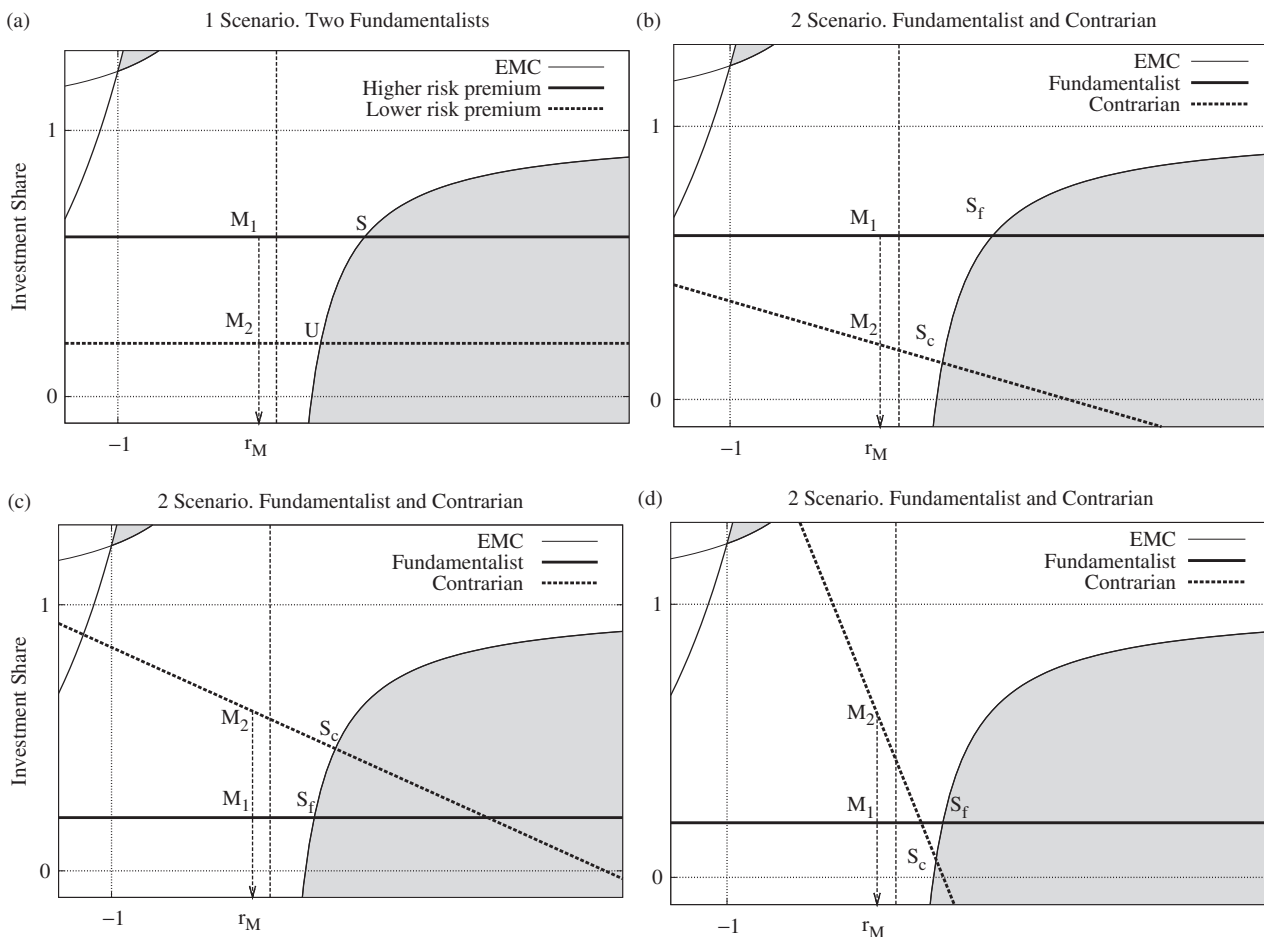 (a)
1 Scenario. Two Fundamentalists
EMC
Higher risk premium
Lower risk premium
Investment Share
1
0
M1
S
M2
U
−1
rM
(b)
2 Scenario. Fundamentalist and Contrarian
EMC
Fundamentalist
Contrarian
1
0
M1
Sf
M2
Sc
−1
rM
(c)
2 Scenario. Fundamentalist and Contrarian
EMC
Fundamentalist
Contrarian
Investment Share
1
0
M2
Sc
M1
Sf
−1
rM
(d)
2 Scenario. Fundamentalist and Contrarian
EMC
Fundamentalist
Contrarian
1
0
M2
M1
Sf
Sc
−1
rM